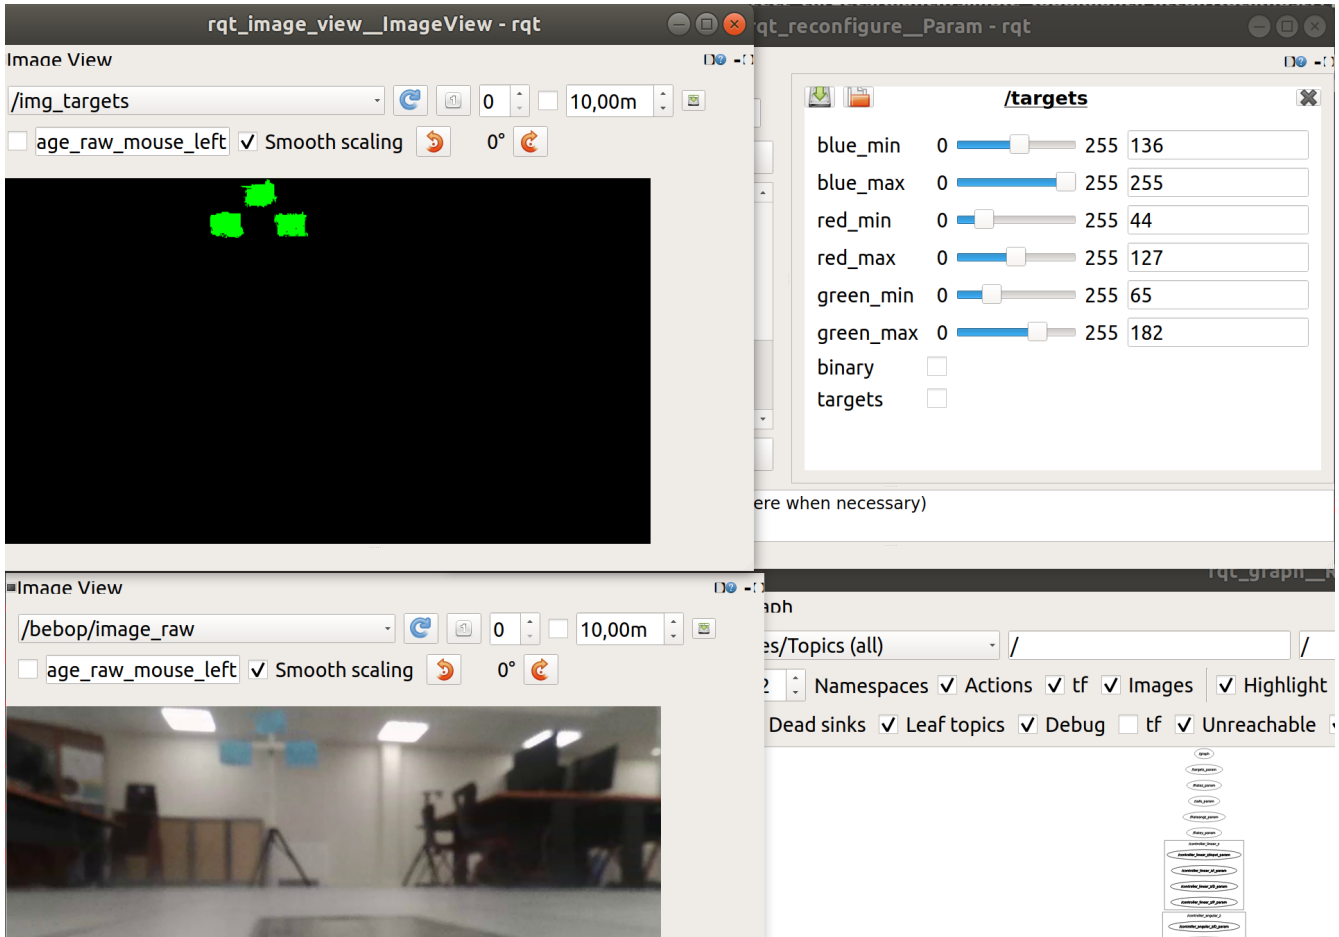 rqt_image_view__ImageView - rqt
Image View
/img_targets
0
10,00m
age_raw_mouse_left
Smooth scaling
0°
qt_reconfigure__Param - rqt
/targets
blue_min 0 255 136
blue_max 0 255 255
red_min 0 255 44
red_max 0 255 127
green_min 0 255 65
green_max 0 255 182
binary
targets
ere when necessary)
Image View
/bebop/image_raw
0
10,00m
age_raw_mouse_left
Smooth scaling
0°
rqt_graph__R
aph
es/Topics (all)
/
/
2
Namespaces
Actions
tf
Images
Highlight
Dead sinks
Leaf topics
Debug
tf
Unreachable